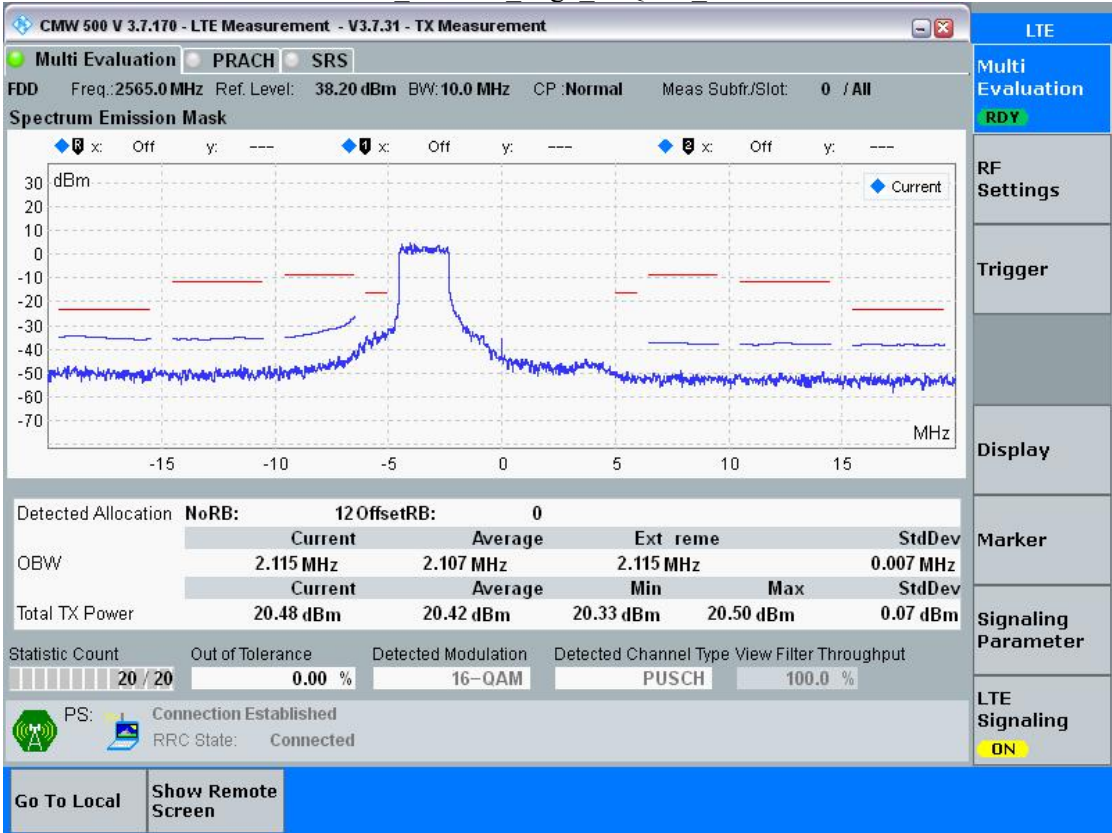 CMW 500 V 3.7.170 - LTE Measurement - V3.7.31 - TX Measurement
LTE
Multi Evaluation PRACH SRS
FDD Freq.:2565.0 MHz Ref. Level: 38.20 dBm BW:10.0 MHz CP :Normal Meas Subfr./Slot: 0 / All
Spectrum Emission Mask
R x: Off y: --- 1 x: Off y: --- 2 x: Off y: ---
dBm
Current
30
20
10
0
-10
-20
-30
-40
-50
-60
-70
MHz
-15 -10 -5 0 5 10 15
Detected Allocation NoRB: 12 OffsetRB: 0
Current Average Ext reme StdDev
OBW 2.115 MHz 2.107 MHz 2.115 MHz 0.007 MHz
Current Average Min Max StdDev
Total TX Power 20.48 dBm 20.42 dBm 20.33 dBm 20.50 dBm 0.07 dBm
Statistic Count Out of Tolerance Detected Modulation Detected Channel Type View Filter Throughput
20 / 20 0.00 % 16-QAM PUSCH 100.0 %
PS: Connection Established
RRC State: Connected
Multi
Evaluation
RDY
RF
Settings
Trigger
Display
Marker
Signaling
Parameter
LTE
Signaling
ON
Go To Local
Show Remote
Screen